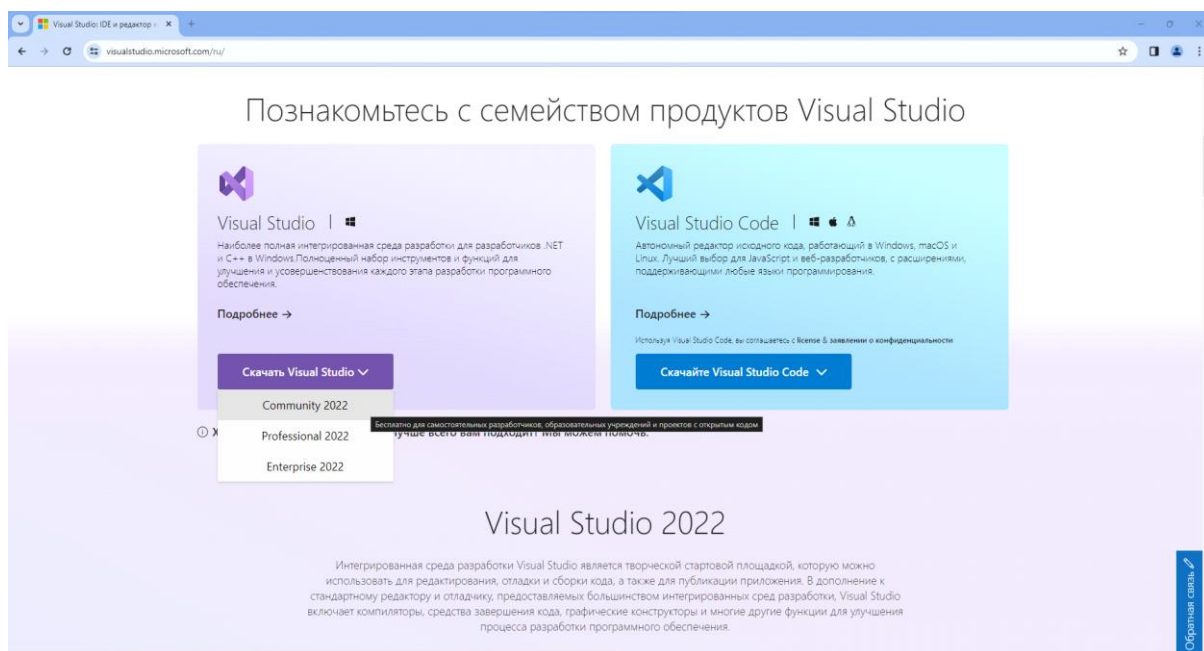 Visual Studio: IDE и редактор к
visualstudio.microsoft.com/ru/
Познакомьтесь с семейством продуктов Visual Studio
Visual Studio
Наиболее полная интегрированная среда разработки для разработчиков .NET
и C++ в Windows.Полноценный набор инструментов и функций для
улучшения и усовершенствования каждого этапа разработки программного
обеспечения.
Подробнее →
Скачать Visual Studio
Community 2022
Professional 2022
Enterprise 2022
Visual Studio Code
Автономный редактор исходного кода, работающий в Windows, macOS и
Linux. Лучший выбор для JavaScript и веб-разработчиков, с расширениями,
поддерживающими любые языки программирования.
Подробнее →
Используя Visual Studio Code, вы соглашаетесь с license & заявлении о конфиденциальности
Скачайте Visual Studio Code
Бесплатно для самостоятельных разработчиков, образовательных учреждений и проектов с открытым кодом
лучше всего вам подходит? Мы можем помочь.
Visual Studio 2022
Интегрированная среда разработки Visual Studio является творческой стартовой площадкой, которую можно
использовать для редактирования, отладки и сборки кода, а также для публикации приложения. В дополнение к
стандартному редактору и отладчику, предоставляемых большинством интегрированных сред разработки, Visual Studio
включает компиляторы, средства завершения кода, графические конструкторы и многие другие функции для улучшения
процесса разработки программного обеспечения.
Обратная связь